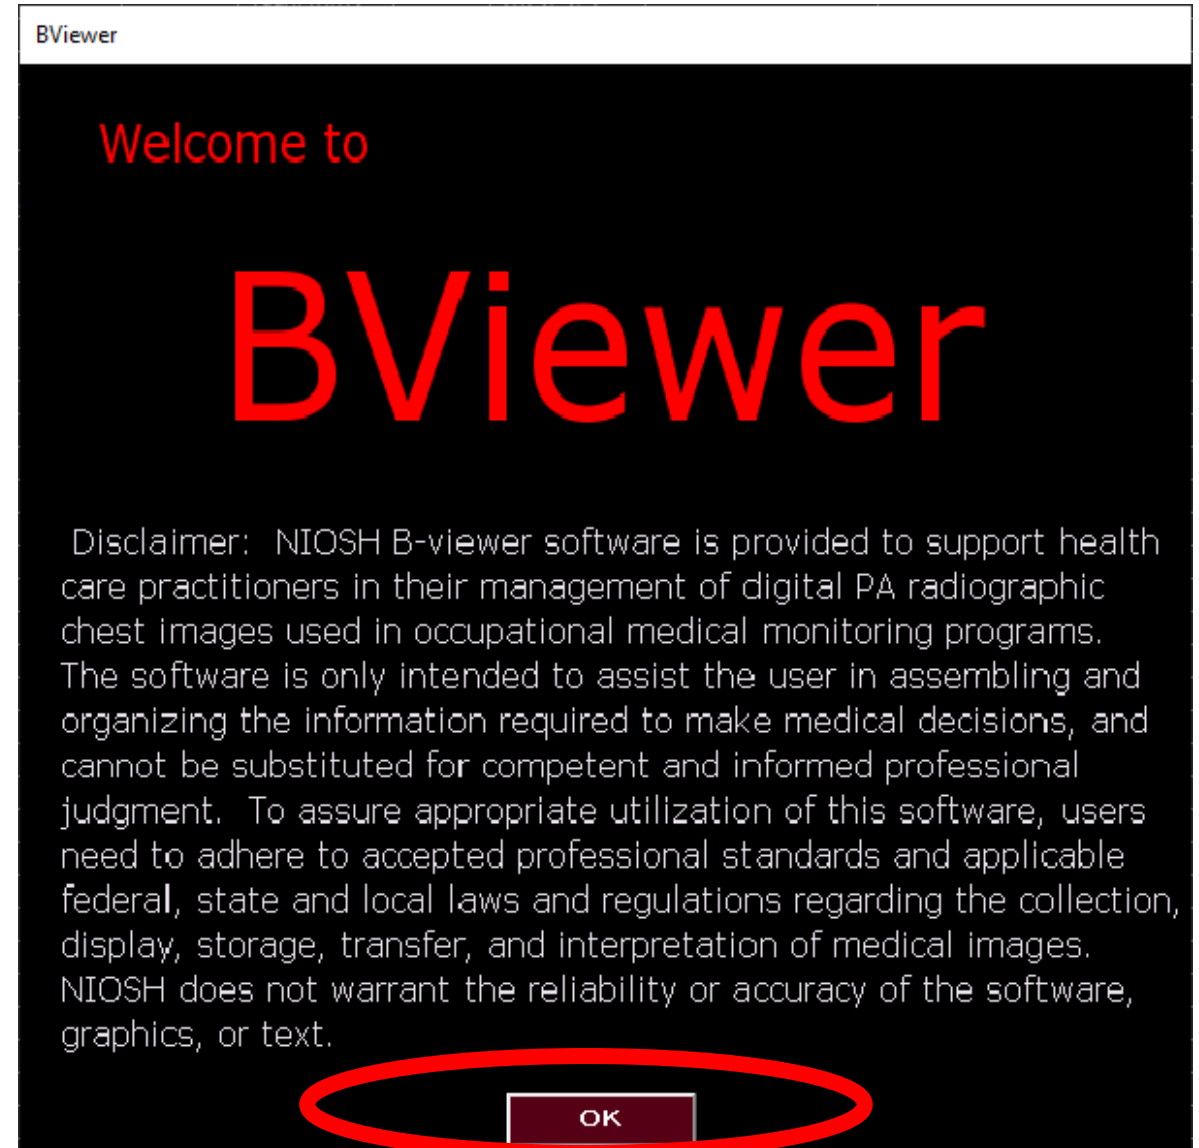 BViewer
Welcome to
BViewer
Disclaimer:  NIOSH B-viewer software is provided to support health
care practitioners in their management of digital PA radiographic
chest images used in occupational medical monitoring programs.
The software is only intended to assist the user in assembling and
organizing the information required to make medical decisions, and
cannot be substituted for competent and informed professional
judgment.  To assure appropriate utilization of this software, users
need to adhere to accepted professional standards and applicable
federal, state and local laws and regulations regarding the collection,
display, storage, transfer, and interpretation of medical images.
NIOSH does not warrant the reliability or accuracy of the software,
graphics, or text.
OK